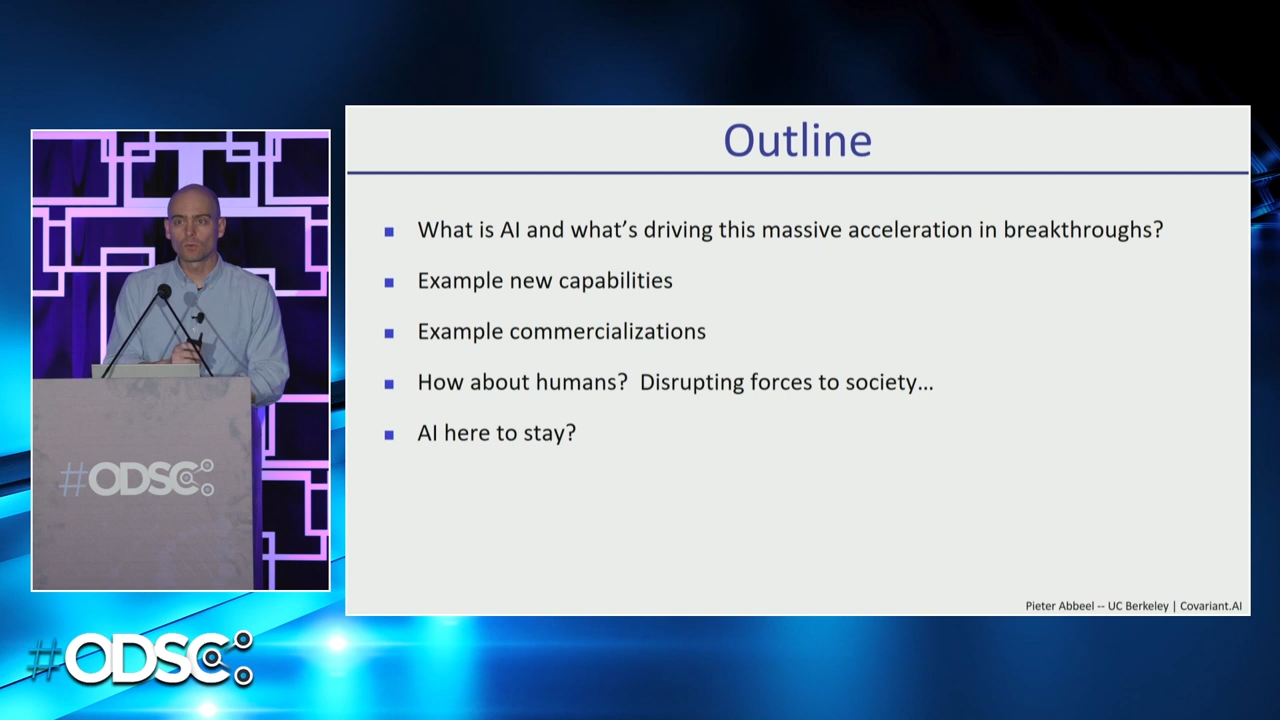 Outline
What is AI and what's driving this massive acceleration in breakthroughs?
Example new capabilities
Example commercializations
How about humans?  Disrupting forces to society...
AI here to stay?
Pieter Abbeel -- UC Berkeley | Covariant.AI
#ODSC
#ODSC